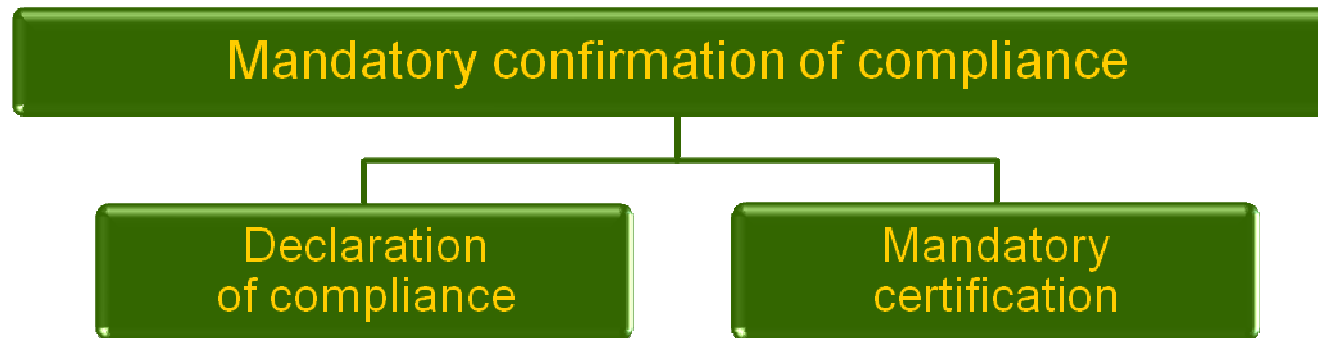 Mandatory confirmation of compliance
Declaration
of compliance
Mandatory
certification